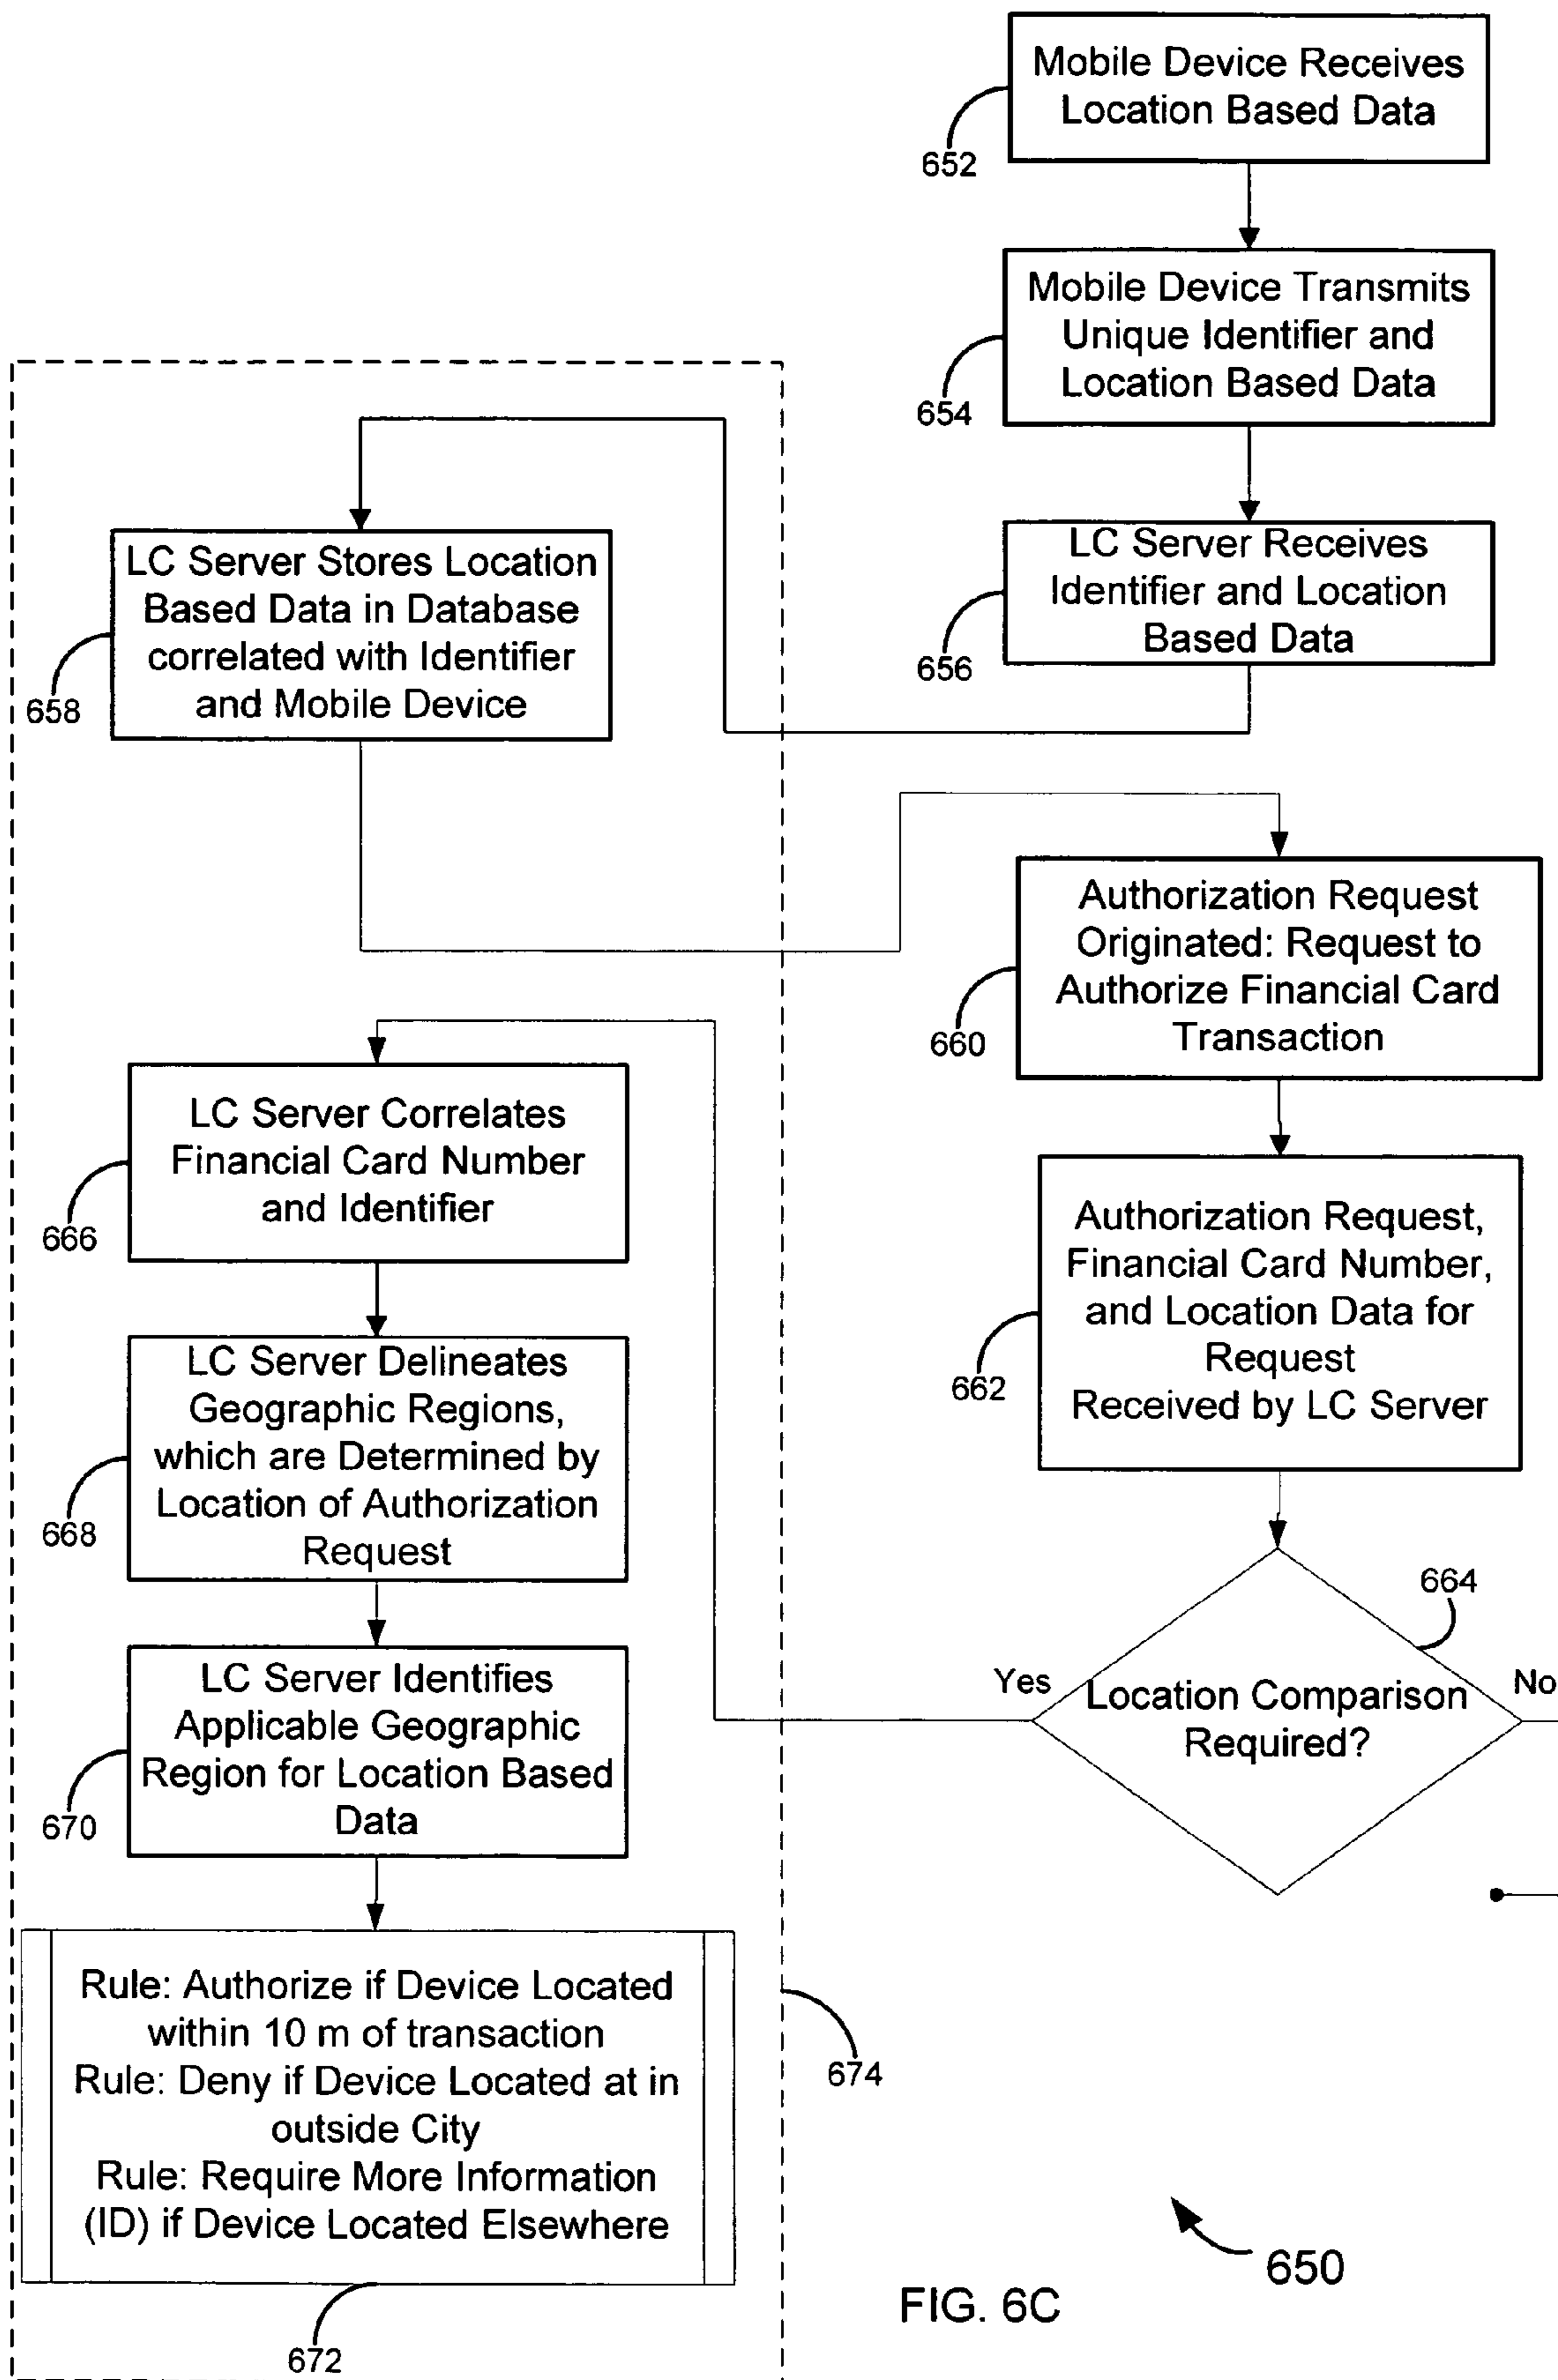 Mobile Device Receives
Location Based Data
652
Mobile Device Transmits
Unique Identifier and
Location Based Data
654
LC Server Receives
Identifier and Location
Based Data
656
LC Server Stores Location
Based Data in Database
correlated with Identifier
and Mobile Device
658
Authorization Request
Originated: Request to
Authorize Financial Card
Transaction
660
Authorization Request,
Financial Card Number,
and Location Data for
Request
Received by LC Server
662
664
Location Comparison
Required?
Yes
No
LC Server Correlates
Financial Card Number
and Identifier
666
LC Server Delineates
Geographic Regions,
which are Determined by
Location of Authorization
Request
668
LC Server Identifies
Applicable Geographic
Region for Location Based
Data
670
Rule: Authorize if Device Located
within 10 m of transaction
Rule: Deny if Device Located at in
outside City
Rule: Require More Information
(ID) if Device Located Elsewhere
672
674
650
FIG. 6C